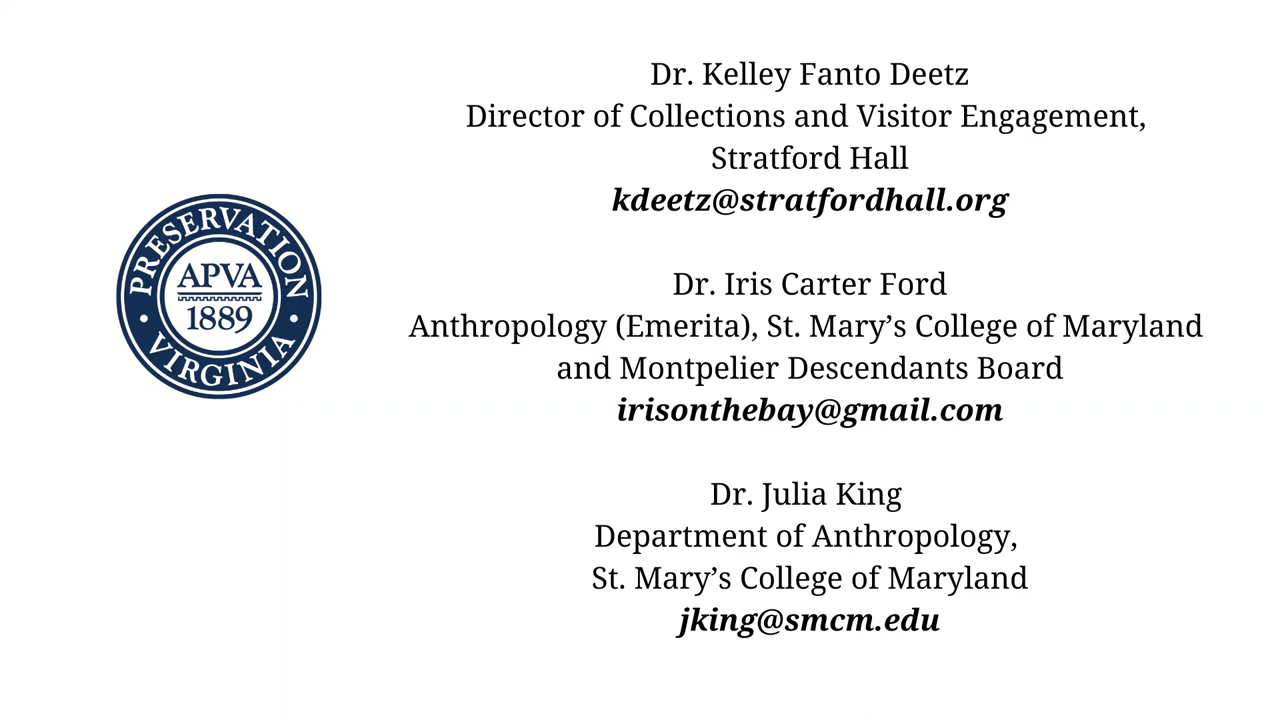 PRESERVATION
APVA
1889
VIRGINIA
Dr. Kelley Fanto Deetz
Director of Collections and Visitor Engagement,
Stratford Hall
kdeetz@stratfordhall.org
Dr. Iris Carter Ford
Anthropology (Emerita), St. Mary’s College of Maryland
and Montpelier Descendants Board
irisonthebay@gmail.com
Dr. Julia King
Department of Anthropology,
St. Mary’s College of Maryland
jking@smcm.edu